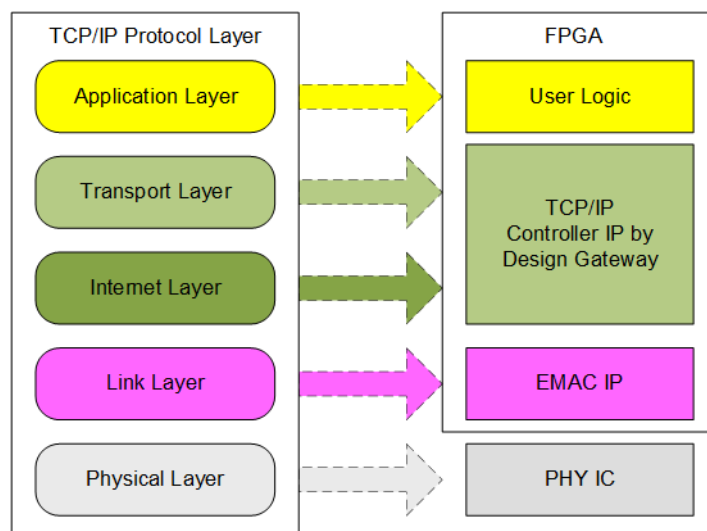 TCP/IP Protocol Layer
FPGA
Application Layer
User Logic
Transport Layer
TCP/IP
Controller IP by
Design Gateway
Internet Layer
Link Layer
EMAC IP
Physical Layer
PHY IC